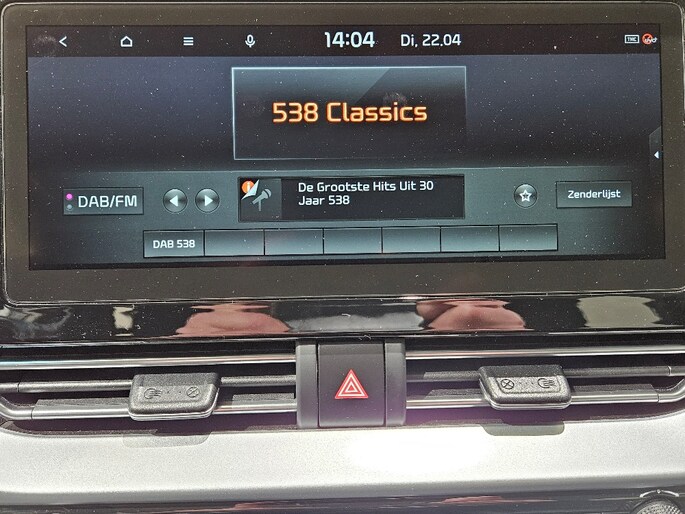 14:04 Di, 22.04
538 Classics
DAB/FM
De Grootste Hits Uit 30
Jaar 538
Zenderlijst
DAB 538